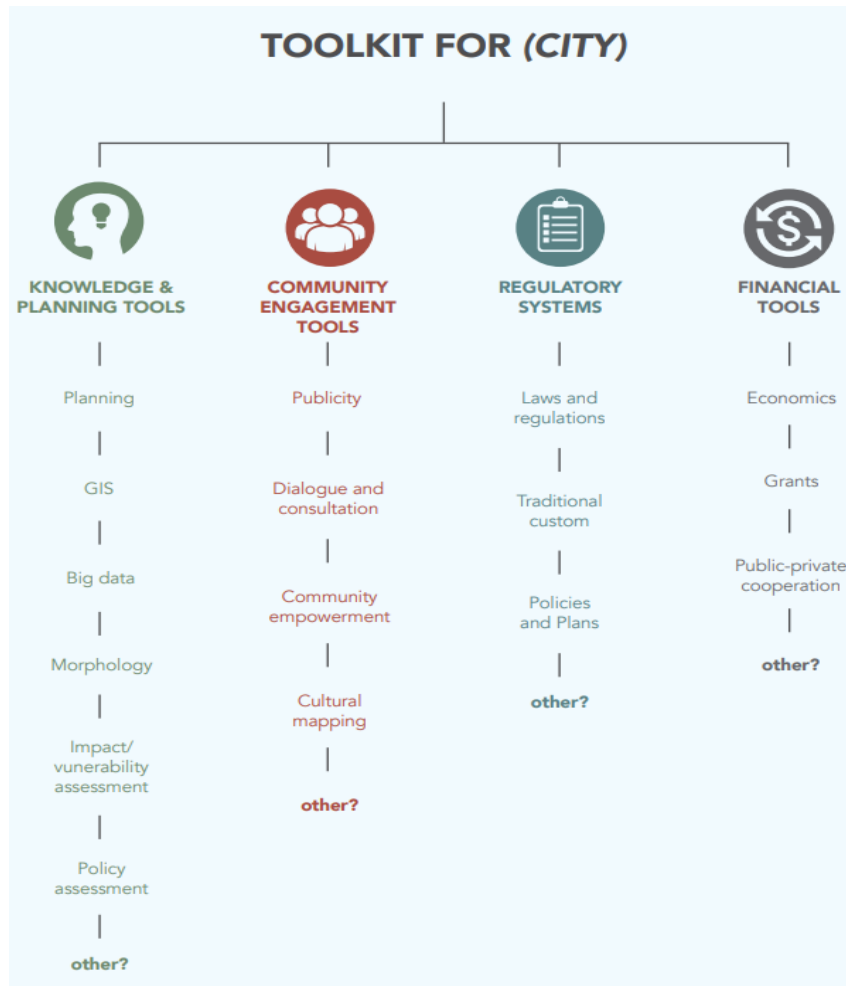 TOOLKIT FOR (CITY)
KNOWLEDGE &
PLANNING TOOLS
Planning
GIS
Big data
Morphology
Impact/
vunerability
assessment
Policy
assessment
other?
COMMUNITY
ENGAGEMENT
TOOLS
Publicity
Dialogue and
consultation
Community
empowerment
Cultural
mapping
other?
REGULATORY
SYSTEMS
Laws and
regulations
Traditional
custom
Policies
and Plans
other?
$
FINANCIAL
TOOLS
Economics
Grants
Public-private
cooperation
other?